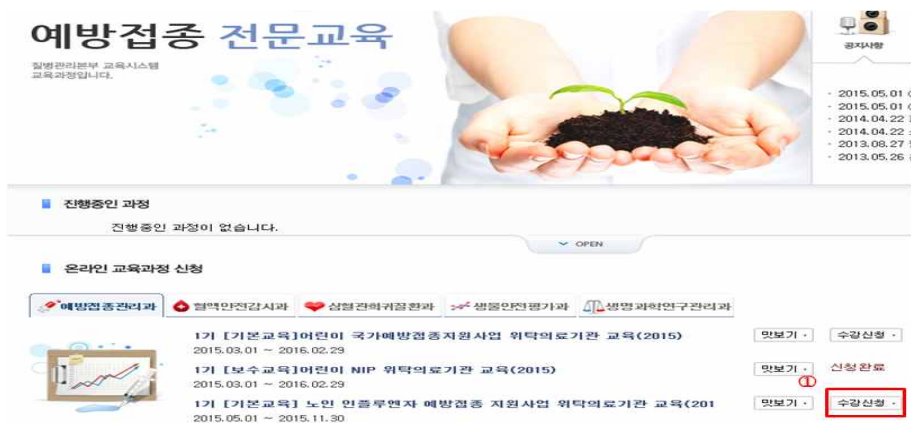 예방접종 전문교육
질병관리본부 교육시스템
교육과정입니다.
공지사항
· 2015.05.01
· 2015.05.01
· 2014.04.22
· 2014.04.22
· 2013.08.27
· 2013.05.26
진행중인 과정
진행중인 과정이 없습니다.
OPEN
온라인 교육과정 신청
예방접종관리과 혈액안전감시과 심혈관희귀질환과 생물안전평가과 생명과학연구관리과
1기 [기본교육]어린이 국가예방접종지원사업 위탁의료기관 교육(2015) 맛보기 수강신청
2015.03.01 ~ 2016.02.29
1기 [보수교육]어린이 NIP 위탁의료기관 교육(2015) 맛보기 신청완료
2015.03.01 ~ 2016.02.29
①
1기 [기본교육] 노인 인플루엔자 예방접종 지원사업 위탁의료기관 교육(201 맛보기 수강신청
2015.05.01 ~ 2015.11.30